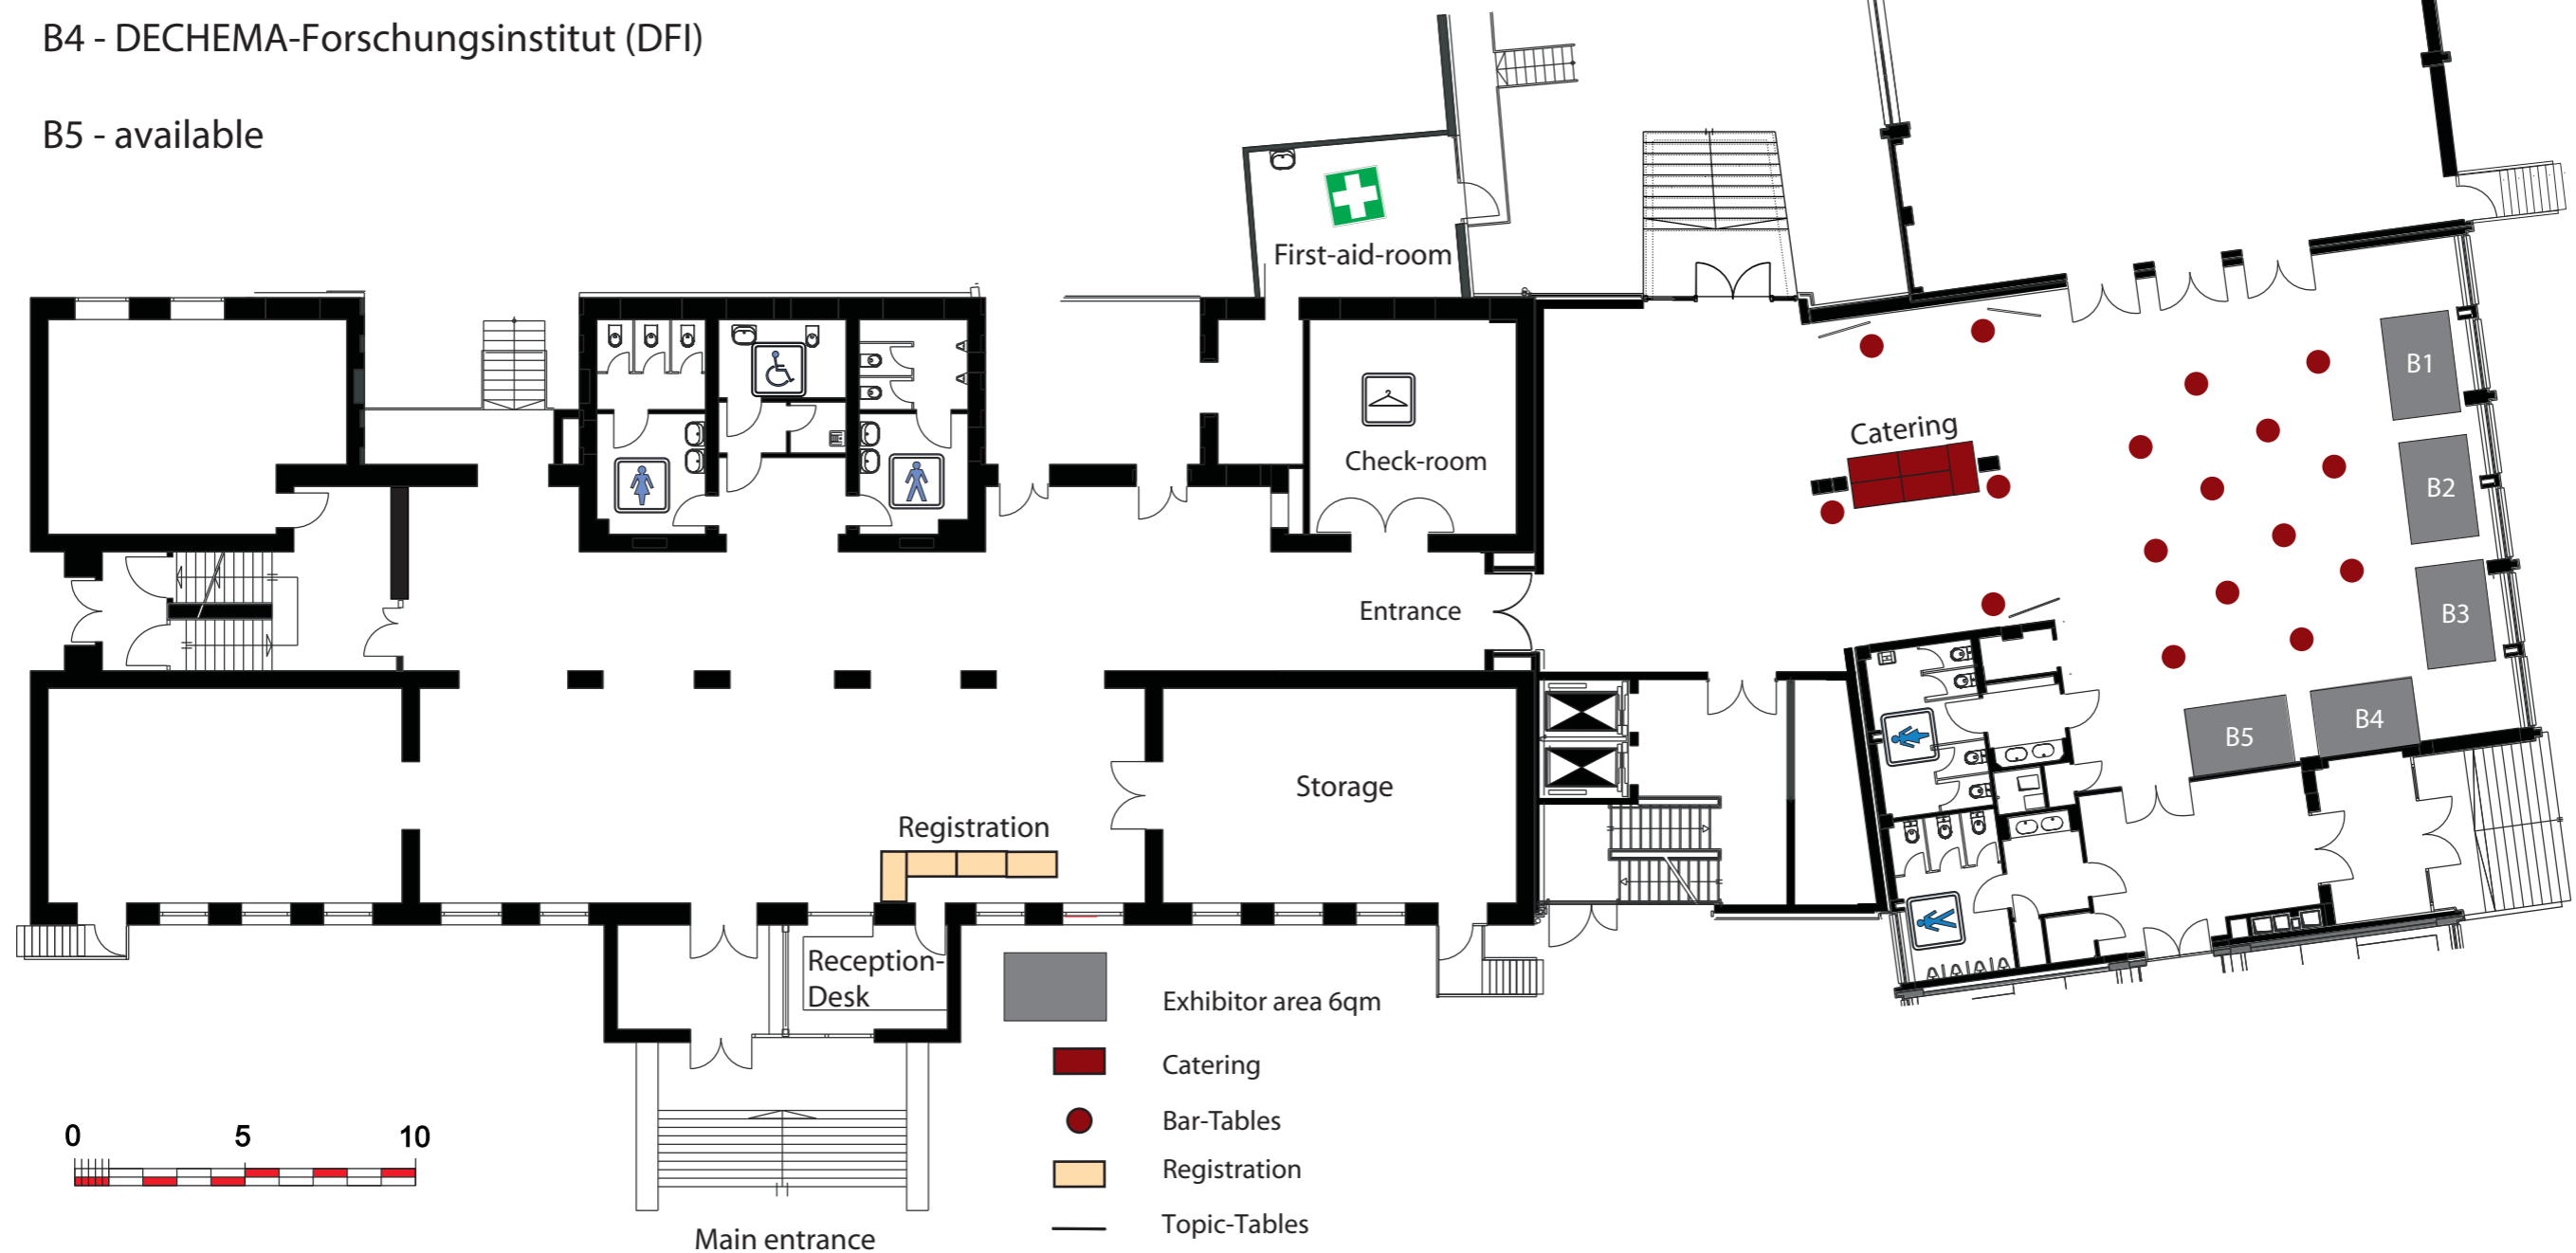 B4 - DECHEMA-Forschungsinstitut (DFI)
B5 - available
First-aid-room
B1
Catering
Check-room
B2
Entrance
B3
B4
B5
Storage
Registration
Reception-
Desk
Exhibitor area 6qm
Catering
0 5 10
Bar-Tables
Registration
Topic-Tables
Main entrance